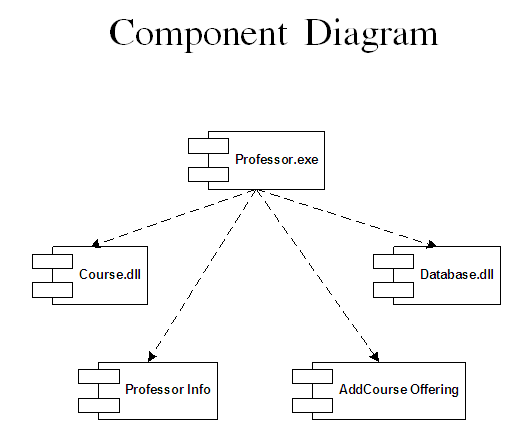 Component Diagram
Professor.exe
Course.dll
Database.dll
Professor Info
AddCourse Offering